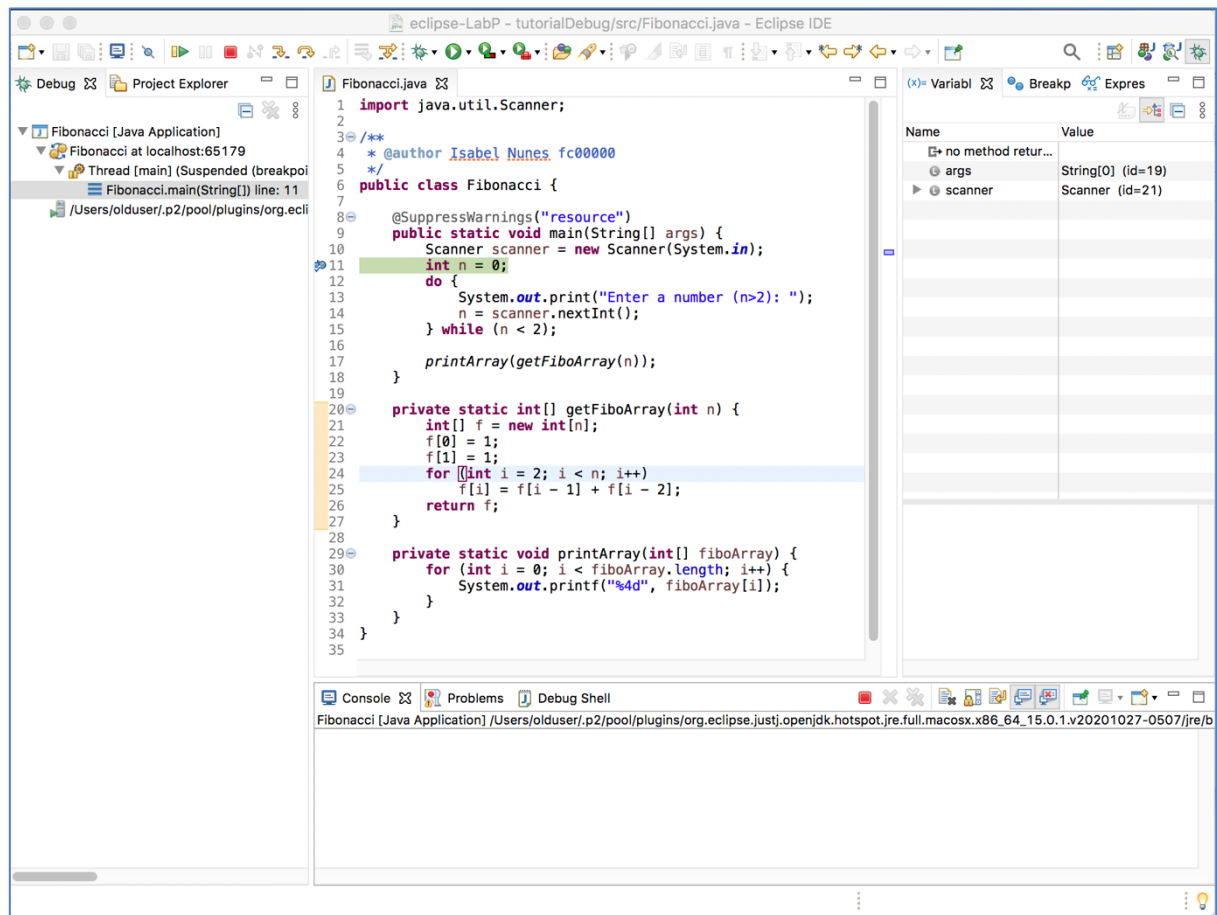 eclipse-LabP - tutorialDebug/src/Fibonacci.java - Eclipse IDE
Debug
Project Explorer
Fibonacci [Java Application]
Fibonacci at localhost:65179
Thread [main] (Suspended (breakpoi
Fibonacci.main(String[]) line: 11
/Users/olduser/.p2/pool/plugins/org.ecli
Fibonacci.java
1 import java.util.Scanner;
2
3 /**
4 * @author Isabel Nunes fc00000
5 */
6 public class Fibonacci {
7
8 @SuppressWarnings("resource")
9 public static void main(String[] args) {
10 Scanner scanner = new Scanner(System.in);
11 int n = 0;
12 do {
13 System.out.print("Enter a number (n>2): ");
14 n = scanner.nextInt();
15 } while (n < 2);
16
17 printArray(getFiboArray(n));
18 }
19
20 private static int[] getFiboArray(int n) {
21 int[] f = new int[n];
22 f[0] = 1;
23 f[1] = 1;
24 for (int i = 2; i < n; i++)
25 f[i] = f[i - 1] + f[i - 2];
26 return f;
27 }
28
29 private static void printArray(int[] fiboArray) {
30 for (int i = 0; i < fiboArray.length; i++) {
31 System.out.printf("%4d", fiboArray[i]);
32 }
33 }
34 }
35
(x)= Variabl
Breakp
Expres
Name Value
no method retur...
args String[0] (id=19)
scanner Scanner (id=21)
Console
Problems
Debug Shell
Fibonacci [Java Application] /Users/olduser/.p2/pool/plugins/org.eclipse.justj.openjdk.hotspot.jre.full.macosx.x86_64_15.0.1.v20201027-0507/jre/b